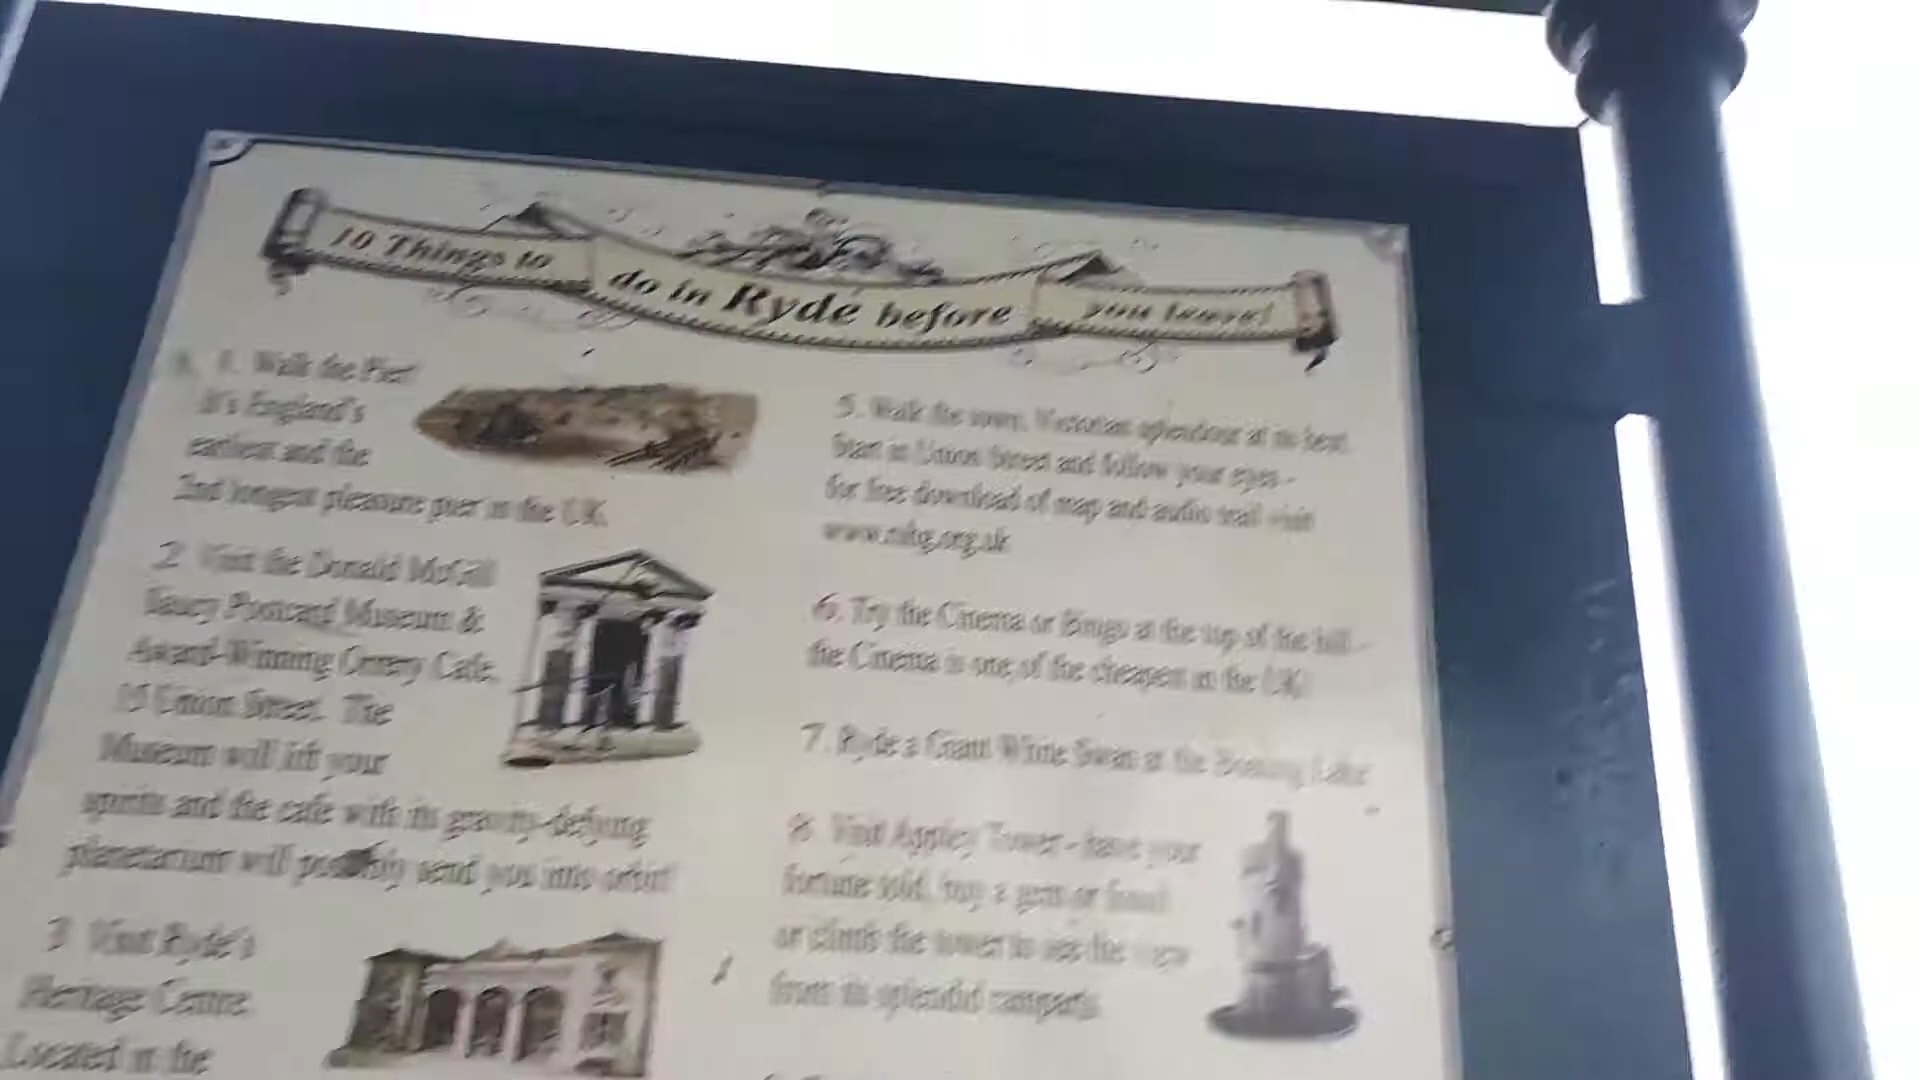 10 Things to do in Ryde before you leave!
1. Walk the Pier!
It's England's
earliest and the
2nd longest pleasure pier in the UK.
2. Visit the Donald McGill
Saucy Postcard Museum &
Award-Winning Orrery Cafe,
15 Union Street. The
Museum will lift your
spirits and the cafe with its gravity-defying
planetarium will possibly send you into orbit!
3. Visit Ryde's
Heritage Centre.
Located in the
5. Walk the town. Victorian splendour at its best.
Start in Union Street and follow your eyes -
for free download of map and audio trail visit
6. Try the Cinema or Bingo at the top of the hill -
the Cinema is one of the cheapest in the UK!
7. Ryde a Giant White Swan at the Boating Lake
8. Visit Appley Tower - have your
fortune told, buy a gem or fossil
or climb the tower to see the view
from its splendid ramparts.